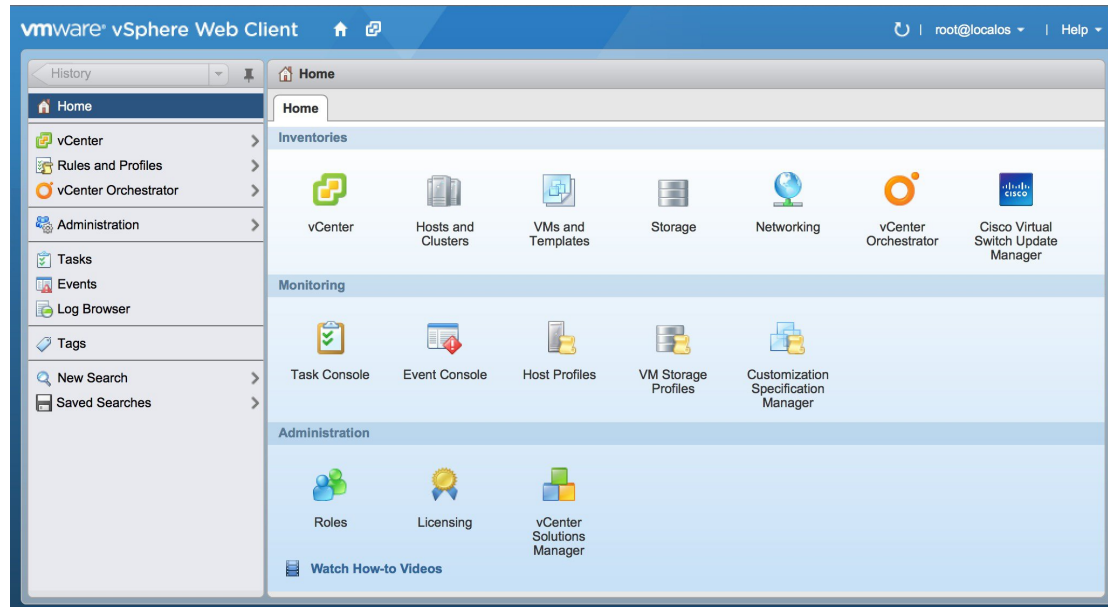 vmware® vSphere Web Client
root@localos
Help
History
Home
vCenter
Rules and Profiles
vCenter Orchestrator
Administration
Tasks
Events
Log Browser
Tags
New Search
Saved Searches
Home
Home
Inventories
vCenter
Hosts and
Clusters
VMs and
Templates
Storage
Networking
vCenter
Orchestrator
CISCO
Cisco Virtual
Switch Update
Manager
Monitoring
Task Console
Event Console
Host Profiles
VM Storage
Profiles
Customization
Specification
Manager
Administration
Roles
Licensing
vCenter
Solutions
Manager
Watch How-to Videos